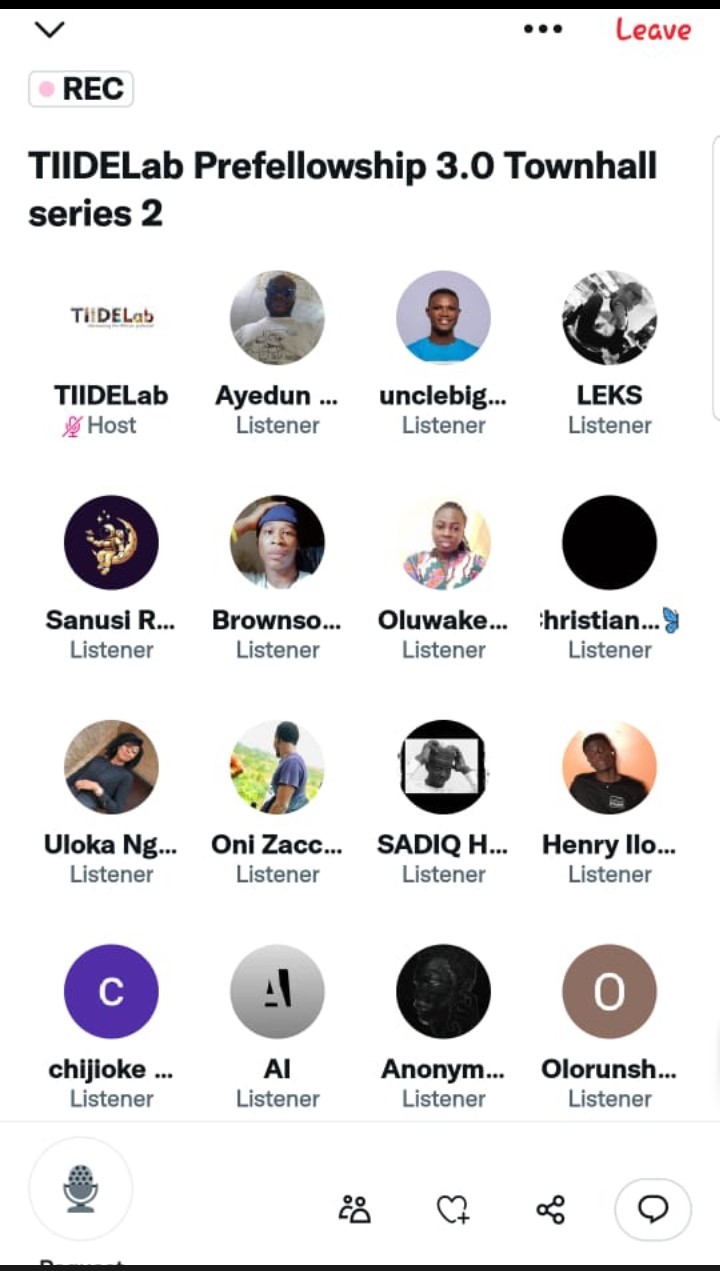 Leave
REC
TIIDELab Prefellowship 3.0 Townhall
series 2
TIIDELab
TIIDELab Ayedun ... unclebig... LEKS
Host Listener Listener Listener
Sanusi R... Brownso... Oluwake... hristian...🦋
Listener Listener Listener Listener
Uloka Ng... Oni Zacc... SADIQ H... Henry Ilo...
Listener Listener Listener Listener
C A O
chijioke ... AI Anonym... Olorunsh...
Listener Listener Listener Listener